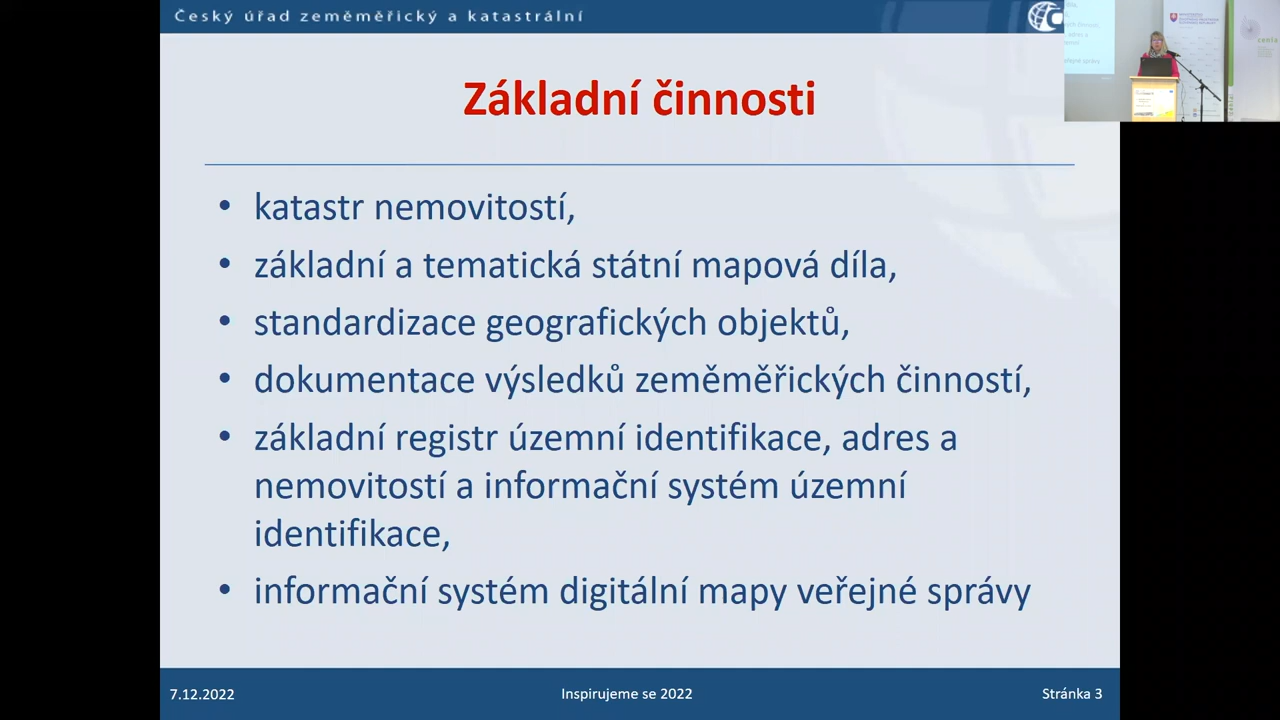 Český úřad zeměměřický a katastrální
Základní činnosti
• katastr nemovitostí,
• základní a tematická státní mapová díla,
• standardizace geografických objektů,
• dokumentace výsledků zeměměřických činností,
• základní registr územní identifikace, adres a
nemovitostí a informační systém územní
identifikace,
• informační systém digitální mapy veřejné správy
7.12.2022
Inspirujeme se 2022
Stránka 3
cenia